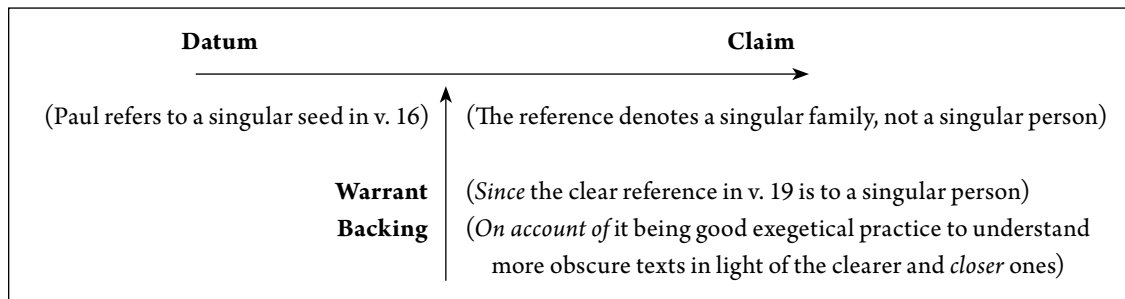 Datum Claim
(Paul refers to a singular seed in v. 16) (The reference denotes a singular family, not a singular person)
Warrant (Since the clear reference in v. 19 is to a singular person)
Backing (On account of it being good exegetical practice to understand
more obscure texts in light of the clearer and closer ones)